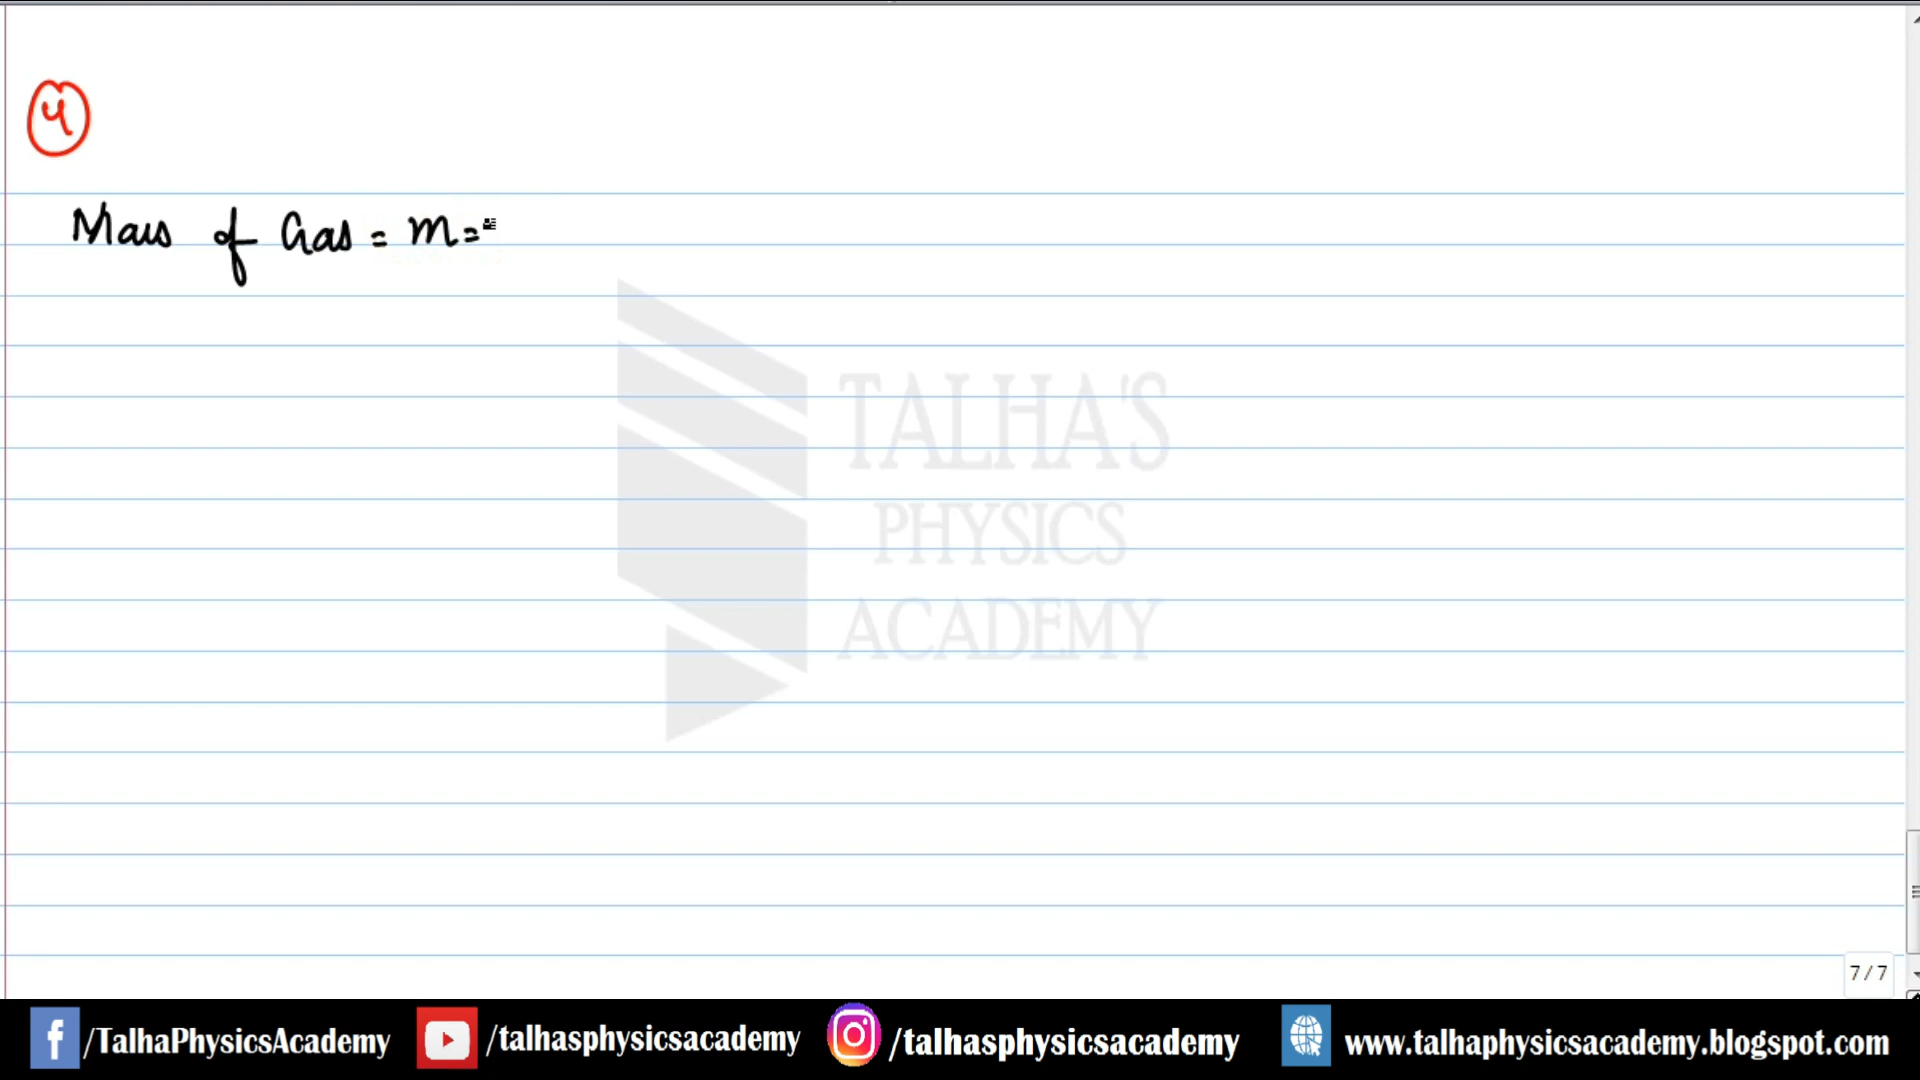 4
Mass of Gas = m =
TALHA'S
PHYSICS
ACADEMY
7 / 7
/TalhaPhysicsAcademy /talhasphysicsacademy /talhasphysicsacademy www.talhaphysicsacademy.blogspot.com